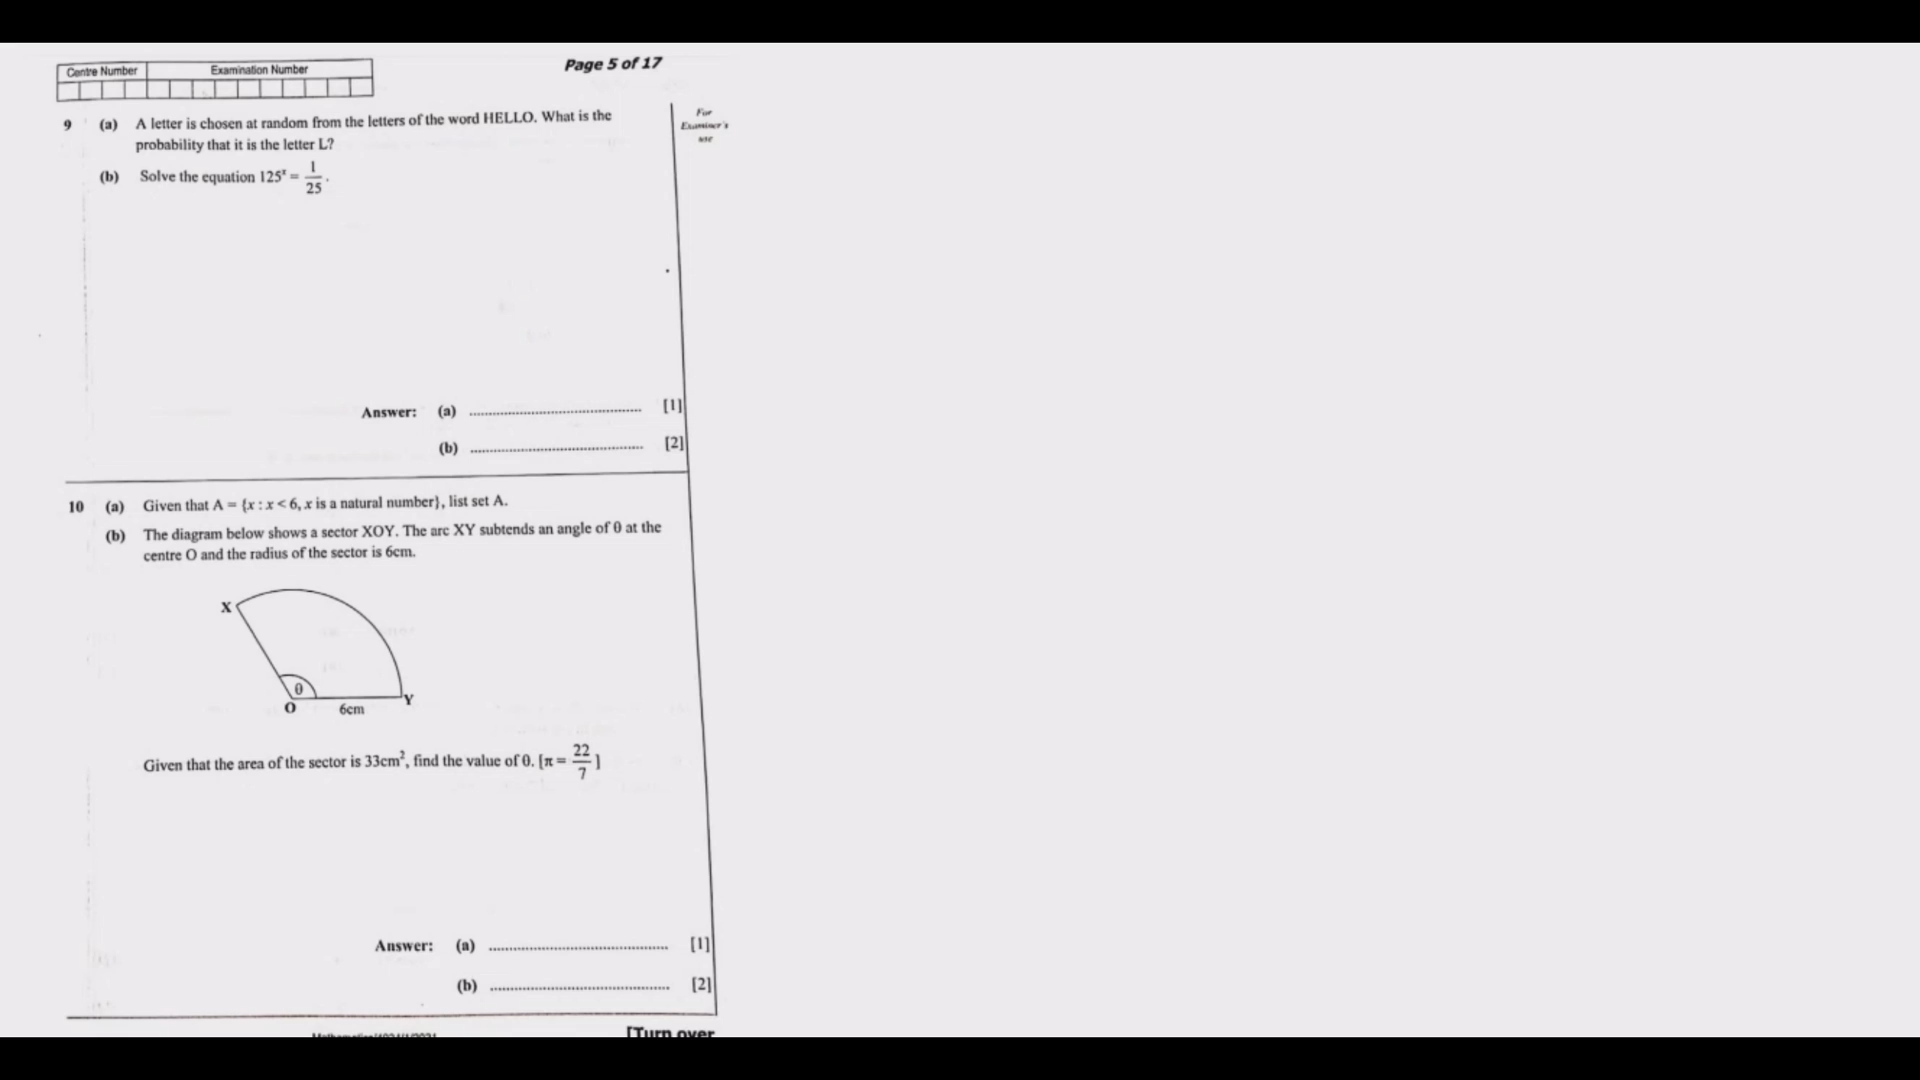 Centre Number Examination Number
Page 5 of 17
For
Examiner's
use
9 (a) A letter is chosen at random from the letters of the word HELLO. What is the
probability that it is the letter L?
(b) Solve the equation 125ˣ = 1/25.
Answer: (a) ............................................ [1]
(b) ............................................ [2]
10 (a) Given that A = {x : x < 6, x is a natural number}, list set A.
(b) The diagram below shows a sector XOY. The arc XY subtends an angle of θ at the
centre O and the radius of the sector is 6cm.
X
θ
O 6cm Y
Given that the area of the sector is 33cm², find the value of θ. [π = 22/7]
Answer: (a) ............................................ [1]
(b) ............................................ [2]
[Turn over